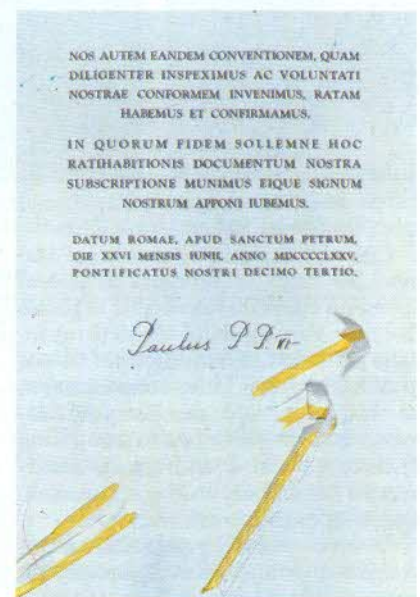 NOS AUTEM EANDEM CONVENTIONEM, QUAM
DILIGENTER INSPEXIMUS AC VOLUNTATI
NOSTRAE CONFORMEM INVENIMUS, RATAM
HABEMUS ET CONFIRMAMUS.
IN QUORUM FIDEM SOLLEMNE HOC
RATIHABITIONIS DOCUMENTUM NOSTRA
SUBSCRIPTIONE MUNIMUS EIQUE SIGNUM
NOSTRUM APPONI IUBEMUS.
DATUM ROMAE, APUD SANCTUM PETRUM,
DIE XXVI MENSIS IUNII, ANNO MDCCCCLXXV,
PONTIFICATUS NOSTRI DECIMO TERTIO.
Paulus P P. VI